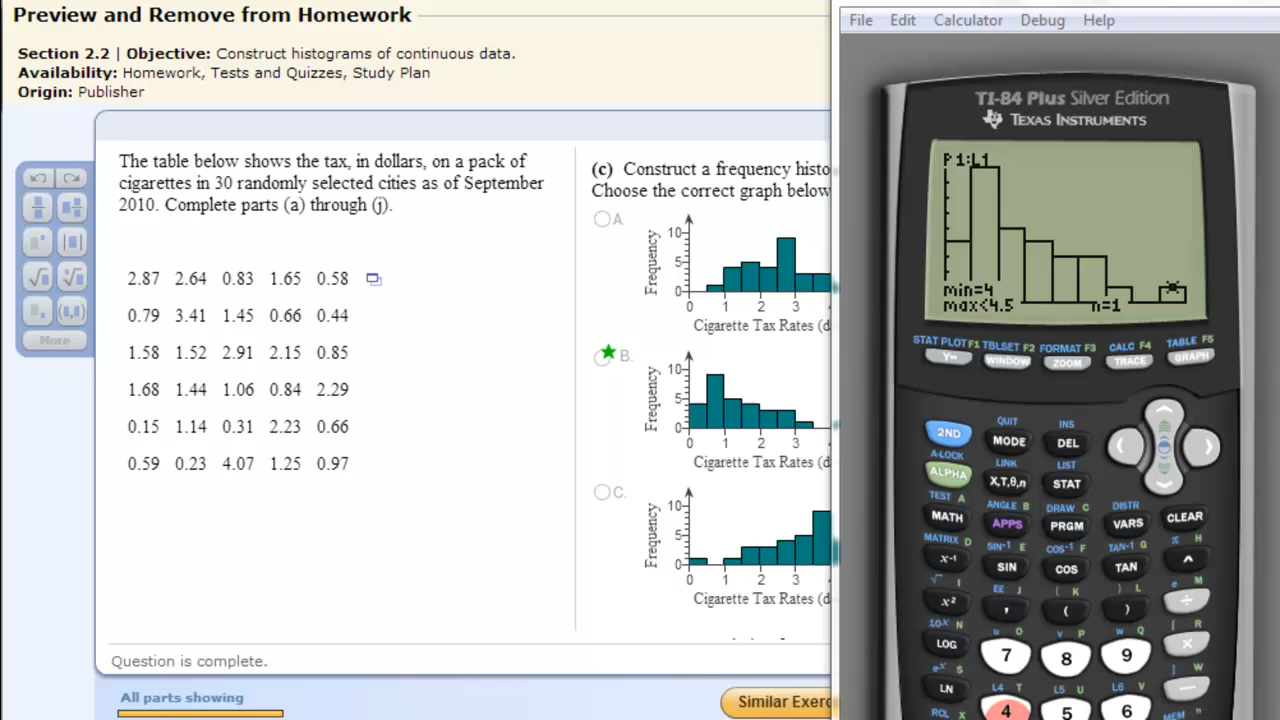 Preview and Remove from Homework
Section 2.2 | Objective: Construct histograms of continuous data.
Availability: Homework, Tests and Quizzes, Study Plan
Origin: Publisher
The table below shows the tax, in dollars, on a pack of
cigarettes in 30 randomly selected cities as of September
2010. Complete parts (a) through (j).
2.87 2.64 0.83 1.65 0.58
0.79 3.41 1.45 0.66 0.44
1.58 1.52 2.91 2.15 0.85
1.68 1.44 1.06 0.84 2.29
0.15 1.14 0.31 2.23 0.66
0.59 0.23 4.07 1.25 0.97
More
(c) Construct a frequency histo
Choose the correct graph below
A.
Frequency
10
5
0
0 1 2 3
Cigarette Tax Rates (d
B.
Frequency
10
5
0
0 1 2 3
Cigarette Tax Rates (d
C.
Frequency
10
5
0
0 1 2 3
Cigarette Tax Rates (d
Question is complete.
All parts showing
Similar Exerc
File Edit Calculator Debug Help
TI-84 Plus Silver Edition
TEXAS INSTRUMENTS
P1:L1
min=4
max<4.5 n=1
STAT PLOT F1 TBLSET F2 FORMAT F3 CALC F4 TABLE F5
Y= WINDOW ZOOM TRACE GRAPH
QUIT INS
2ND MODE DEL
A-LOCK LINK LIST
ALPHA X,T,θ,n STAT
TEST A ANGLE B DRAW C DISTR
MATH APPS PRGM VARS CLEAR
MATRIX D SIN⁻¹ E COS⁻¹ F TAN⁻¹ G π H
x⁻¹ SIN COS TAN ^
√ I EE J { K } L e M
x² , ( ) ÷
10ˣ N u O v P w Q [ R
LOG 7 8 9 ×
eˣ S L4 T L5 U L6 V ] W
LN 4 5 6 −
RCL X MEM "